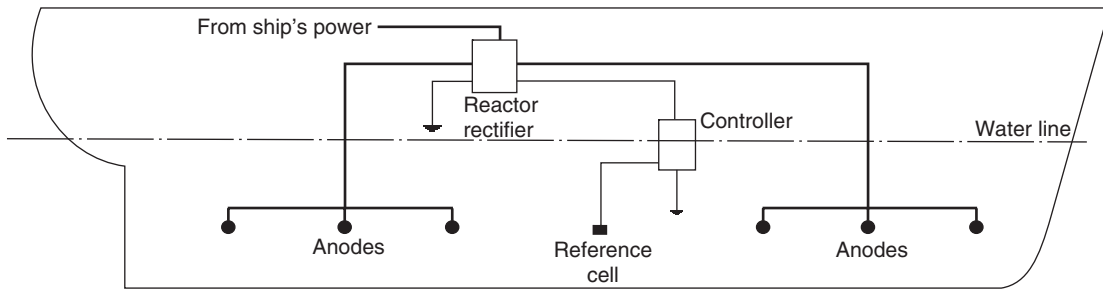 From ship's power
Reactor
rectifier
Controller
Water line
Anodes
Reference
cell
Anodes